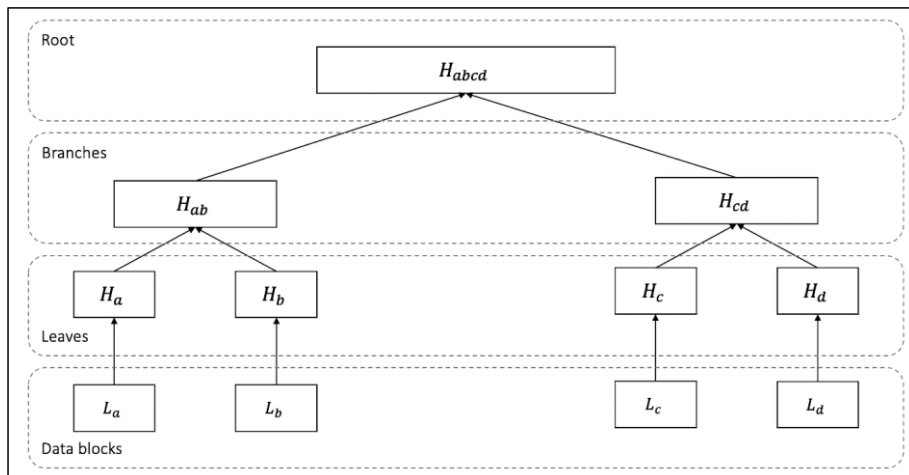 Root
H_abcd
Branches
H_ab
H_cd
H_a
H_b
H_c
H_d
Leaves
L_a
L_b
L_c
L_d
Data blocks